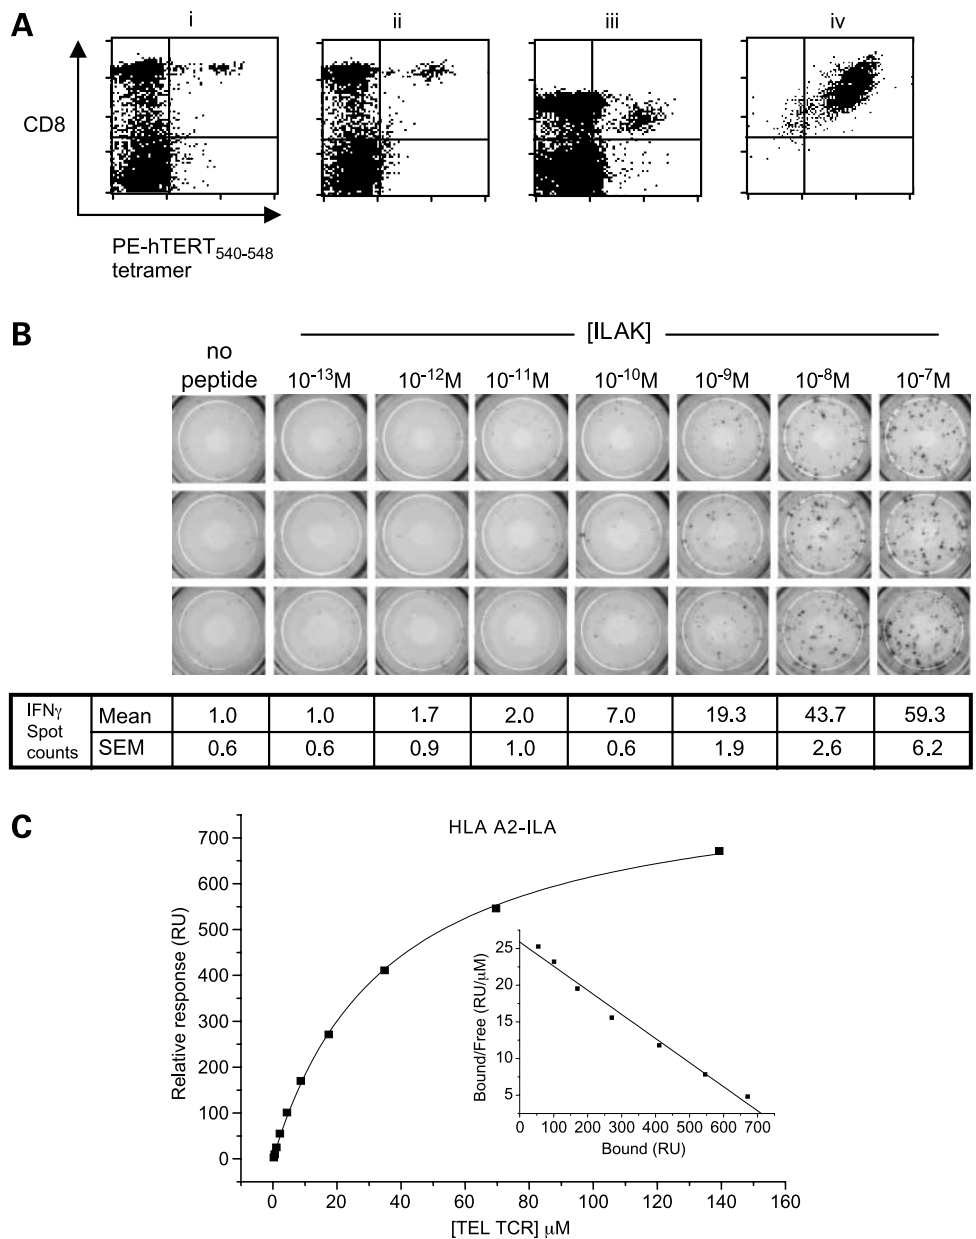 A
i ii iii iv
CD8
PE-hTERT540-548
tetramer
B
[ILAK]
no
peptide
10-13M 10-12M 10-11M 10-10M 10-9M 10-8M 10-7M
IFNγ
Spot
counts
Mean 1.0 1.0 1.7 2.0 7.0 19.3 43.7 59.3
SEM 0.6 0.6 0.9 1.0 0.6 1.9 2.6 6.2
C
HLA A2-ILA
Relative response (RU)
700
600
500
400
300
200
100
0
0 20 40 60 80 100 120 140 160
[TEL TCR] μM
Bound/Free (RU/μM)
25
20
15
10
5
0 100 200 300 400 500 600 700
Bound (RU)